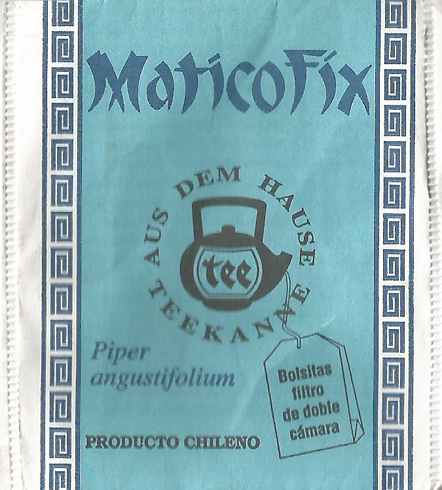 MaticoFix
AUS DEM HAUSE
TEEKANNE
tee
Piper
angustifolium
Bolsitas
filtro
de doble
cámara
PRODUCTO CHILENO